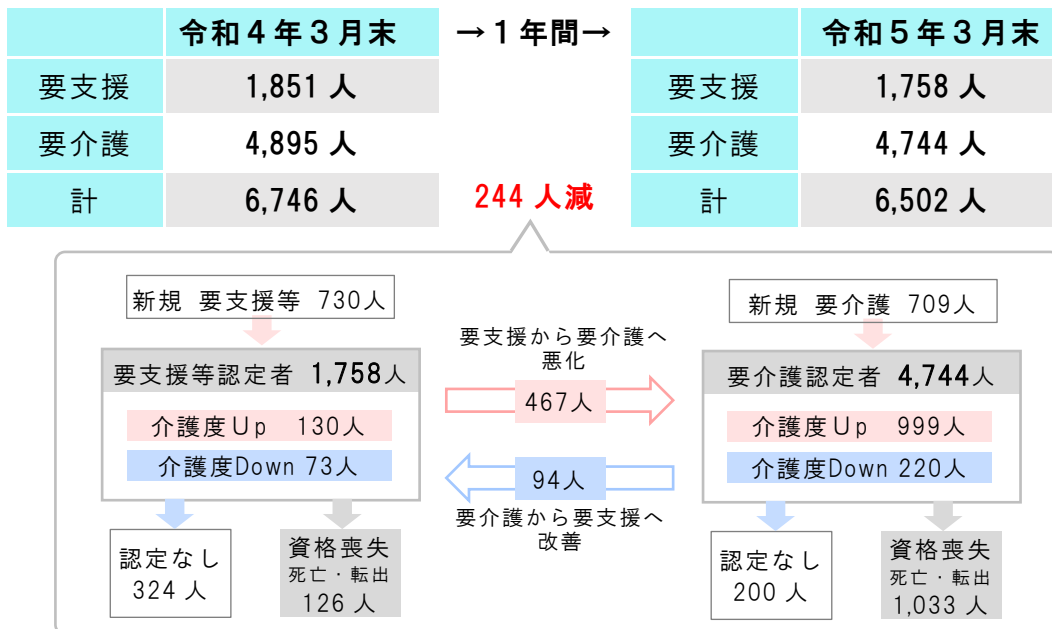 令和４年３月末 →１年間→ 令和５年３月末
要支援 1,851 人 要支援 1,758 人
要介護 4,895 人 要介護 4,744 人
計 6,746 人 244 人減 計 6,502 人
新規 要支援等 730人
要支援等認定者 1,758人
介護度Ｕp 130人
介護度Down 73人
認定なし
324 人
資格喪失
死亡・転出
126 人
要支援から要介護へ
悪化
467人
94人
要介護から要支援へ
改善
新規 要介護 709人
要介護認定者 4,744人
介護度Ｕp 999人
介護度Down 220人
認定なし
200 人
資格喪失
死亡・転出
1,033 人